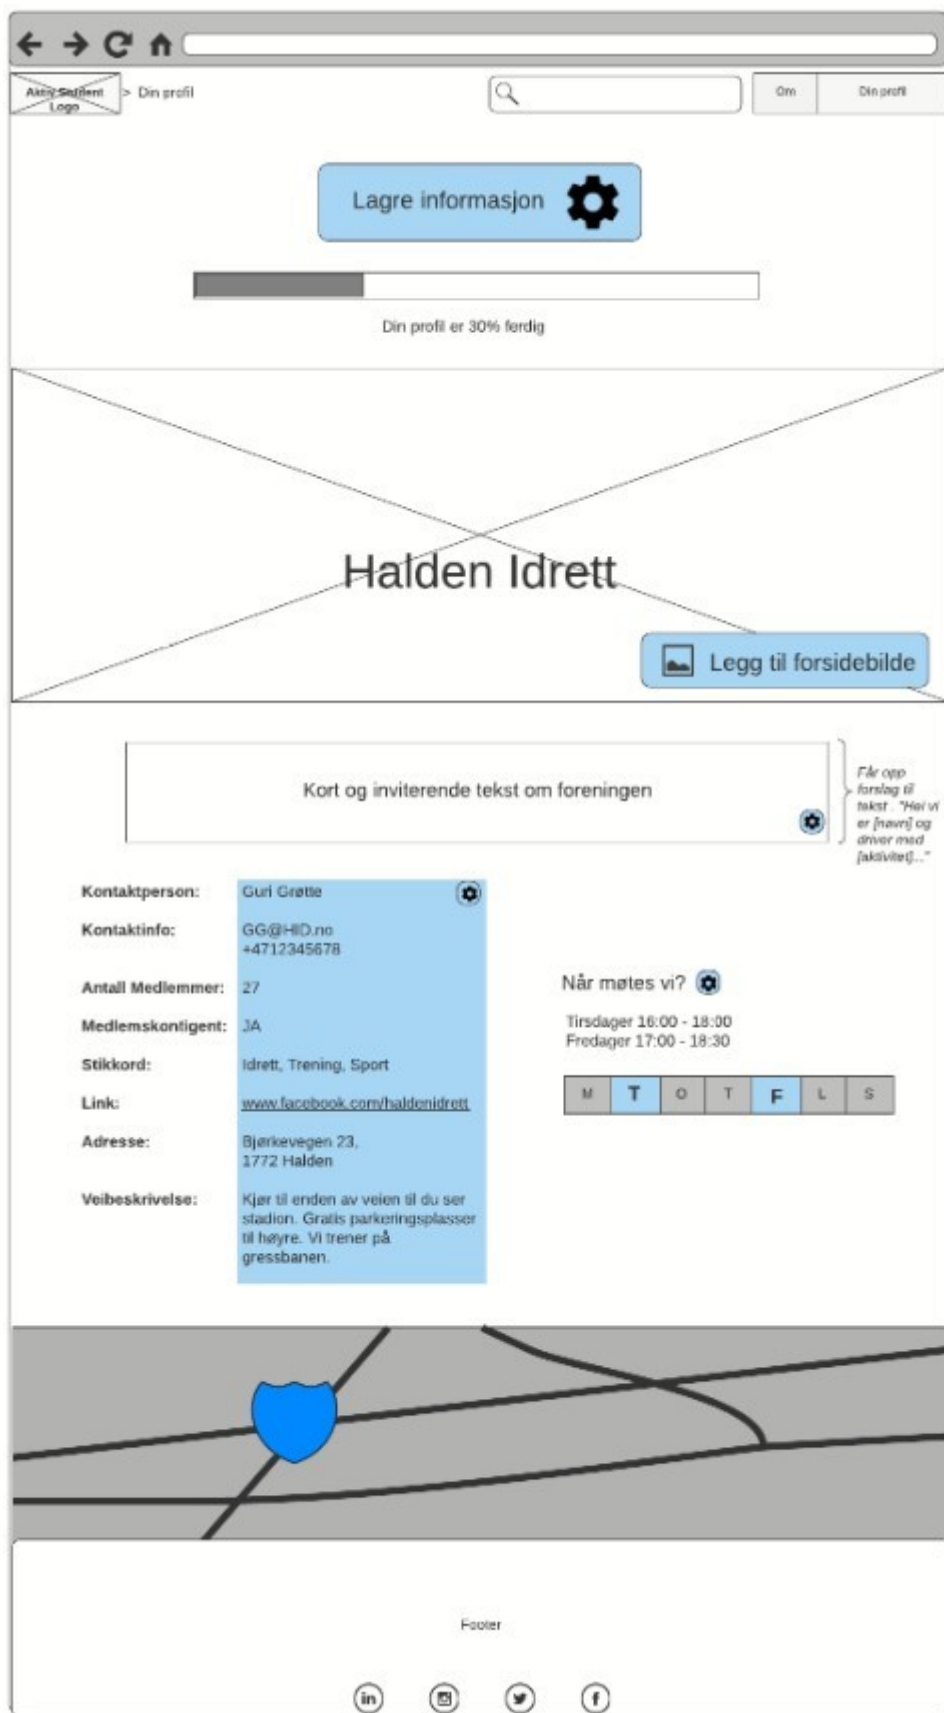 Aktiv Student
Logo
> Din profil
Om
Din profil
Lagre informasjon
Din profil er 30% ferdig
Halden Idrett
Legg til forsidebilde
Kort og inviterende tekst om foreningen
Får opp
forslag til
tekst . "Hei vi
er [navn] og
driver med
[aktivitet]..."
Kontaktperson: Guri Grøtte
Kontaktinfo: GG@HID.no
+4712345678
Antall Medlemmer: 27
Medlemskontigent: JA
Stikkord: Idrett, Trening, Sport
Link: www.facebook.com/haldenidrett
Adresse: Bjørkevegen 23,
1772 Halden
Veibeskrivelse: Kjør til enden av veien til du ser
stadion. Gratis parkeringsplasser
til høyre. Vi trener på
gressbanen.
Når møtes vi?
Tirsdager 16:00 - 18:00
Fredager 17:00 - 18:30
M T O T F L S
Footer